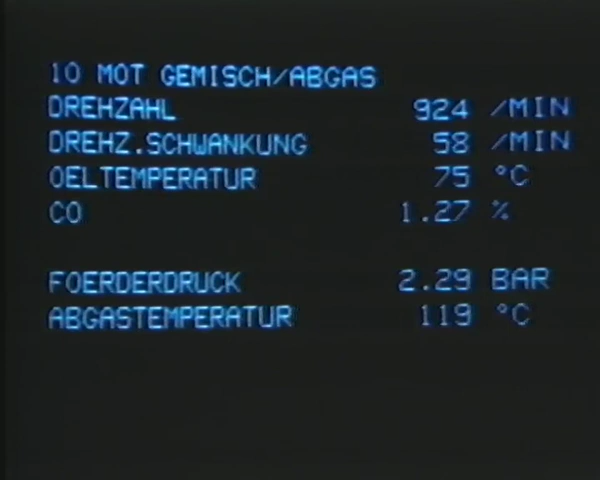 10 MOT GEMISCH/ABGAS
DREHZAHL 924 /MIN
DREHZ.SCHWANKUNG 58 /MIN
OELTEMPERATUR 75 °C
CO 1.27 %
FOERDERDRUCK 2.29 BAR
ABGASTEMPERATUR 119 °C